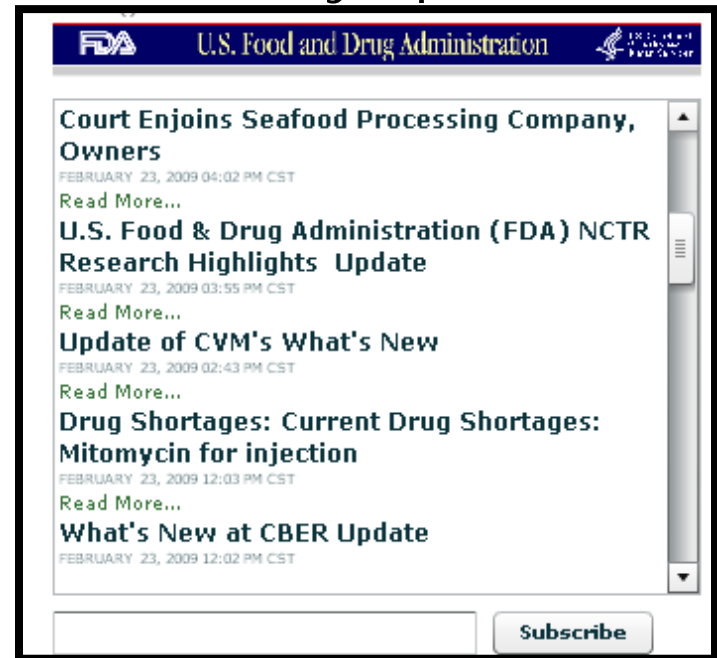 FDA U.S. Food and Drug Administration
Court Enjoins Seafood Processing Company,
Owners
FEBRUARY 23, 2009 04:02 PM CST
Read More...
U.S. Food & Drug Administration (FDA) NCTR
Research Highlights Update
FEBRUARY 23, 2009 03:55 PM CST
Read More...
Update of CVM's What's New
FEBRUARY 23, 2009 02:43 PM CST
Read More...
Drug Shortages: Current Drug Shortages:
Mitomycin for injection
FEBRUARY 23, 2009 12:03 PM CST
Read More...
What's New at CBER Update
FEBRUARY 23, 2009 12:02 PM CST
Subscribe